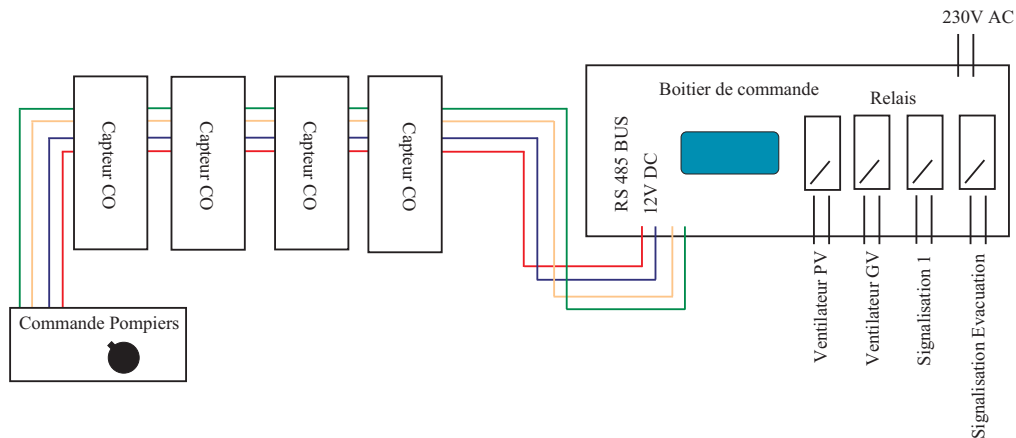 230V AC
Boitier de commande
Relais
Capteur CO
Capteur CO
Capteur CO
Capteur CO
RS 485 BUS
12V DC
Commande Pompiers
Ventilateur PV
Ventilateur GV
Signalisation 1
Signalisation Evacuation